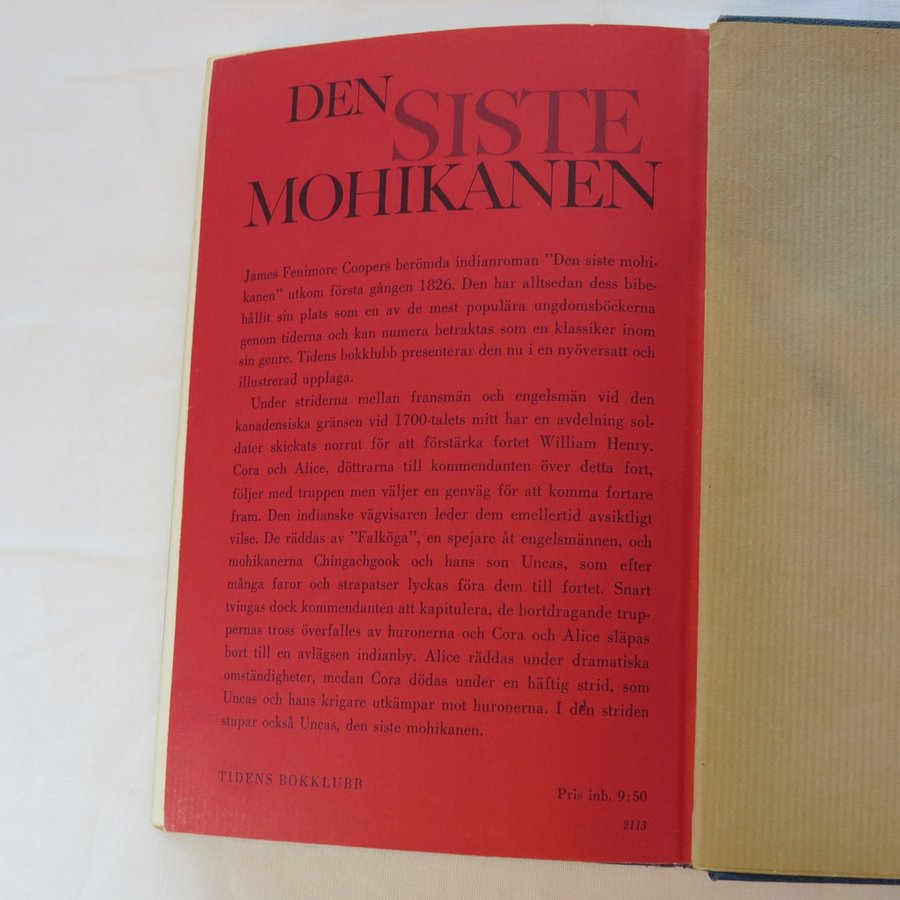 DEN SISTE
MOHIKANEN
James Fenimore Coopers berömda indianroman ”Den siste mohi-
kanen” utkom första gången 1826. Den har alltsedan dess bibe-
hållit sin plats som en av de mest populära ungdomsböckerna
genom tiderna och kan numera betraktas som en klassiker inom
sin genre. Tidens bokklubb presenterar den nu i en nyöversatt och
illustrerad upplaga.
Under striderna mellan fransmän och engelsmän vid den
kanadensiska gränsen vid 1700-talets mitt har en avdelning sol-
dater skickats norrut för att förstärka fortet William Henry.
Cora och Alice, döttrarna till kommendanten över detta fort,
följer med truppen men väljer en genväg för att komma fortare
fram. Den indianske vägvisaren leder dem emellertid avsiktligt
vilse. De räddas av ”Falköga”, en spejare åt engelsmännen, och
mohikanerna Chingachgook och hans son Uncas, som efter
många faror och strapatser lyckas föra dem till fortet. Snart
tvingas dock kommendanten att kapitulera, de bortdragande trup-
pernas tross överfalles av huronerna och Cora och Alice släpas
bort till en avlägsen indianby. Alice räddas under dramatiska
omständigheter, medan Cora dödas under en häftig strid, som
Uncas och hans krigare utkämpar mot huronerna. I den striden
stupar också Uncas, den siste mohikanen.
TIDENS BOKKLUBB
Pris inb. 9:50
2113